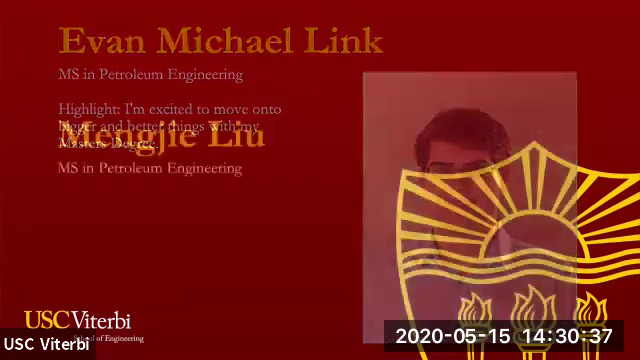 Evan Michael Link
MS in Petroleum Engineering
Highlight: I'm excited to move onto
bigger and better things with my
Masters Degree.
Mengjie Liu
MS in Petroleum Engineering
USC Viterbi
School of Engineering
USC Viterbi
2020-05-15 14:30:37